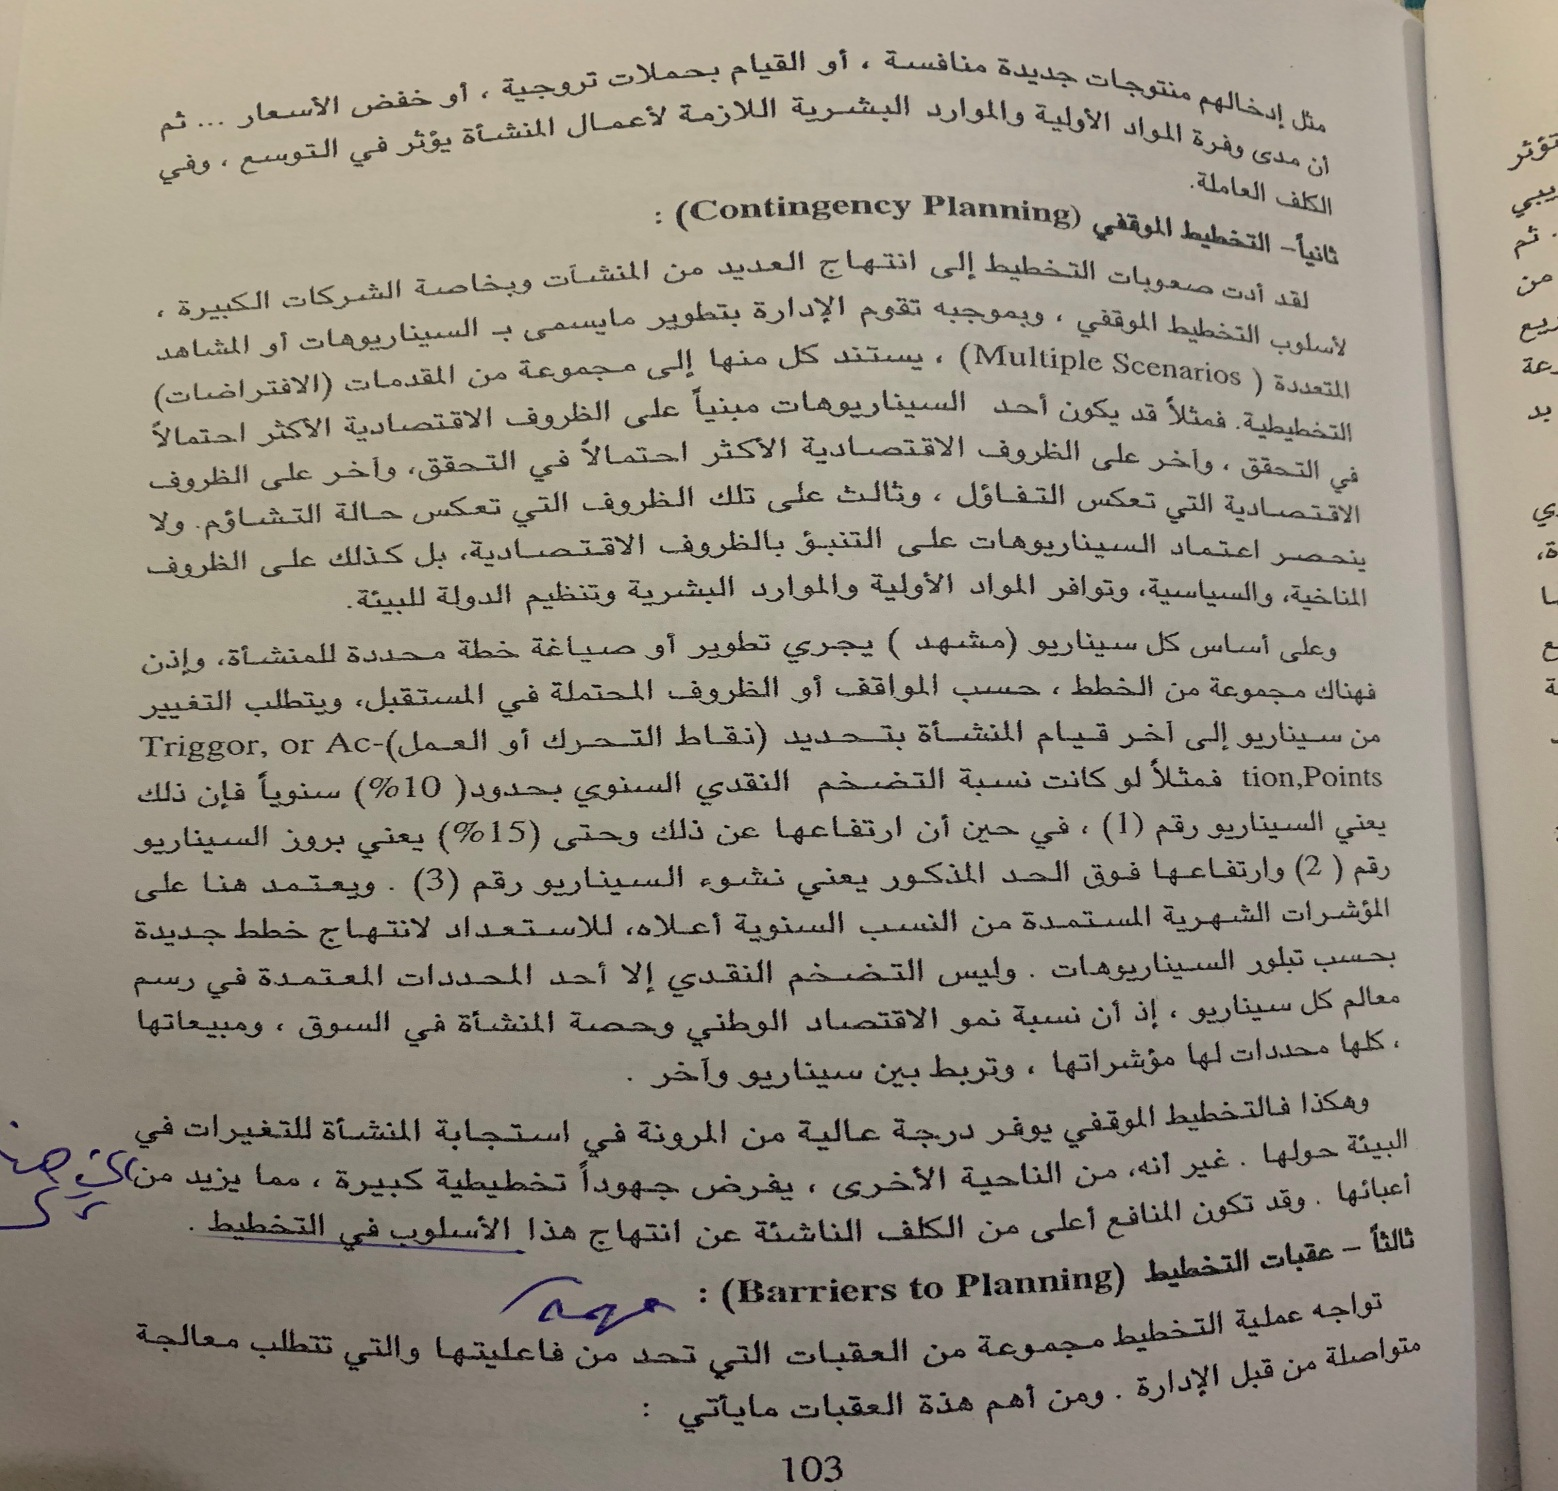 مثل إدخالهم منتوجات جديدة منافسة ، أو القيام بحملات تروجية ، أو خفض الأسعار ... ثم
أن مدى وفرة المواد الأولية والموارد البشرية اللازمة لأعمال المنشأة يؤثر في التوسع ، وفي
الكلف العاملة.
ثانياً- التخطيط الموقفي (Contingency Planning) :
لقد أدت صعوبات التخطيط إلى انتهاج العديد من المنشآت وبخاصة الشركات الكبيرة ،
لأسلوب التخطيط الموقفي ، وبموجبه تقوم الإدارة بتطوير مايسمى بـ السيناريوهات أو المشاهد
المتعددة ( Multiple Scenarios) ، يستند كل منها إلى مجموعة من المقدمات (الافتراضات)
التخطيطية. فمثلاً قد يكون أحد السيناريوهات مبنياً على الظروف الاقتصادية الأكثر احتمالاً
في التحقق ، وآخر على الظروف الاقتصادية الأكثر احتمالاً في التحقق، وآخر على الظروف
الاقتصادية التي تعكس التفاؤل ، وثالث على تلك الظروف التي تعكس حالة التشاؤم. ولا
ينحصر اعتماد السيناريوهات على التنبؤ بالظروف الاقتصادية، بل كذلك على الظروف
المناخية، والسياسية، وتوافر المواد الأولية والموارد البشرية وتنظيم الدولة للبيئة.
وعلى أساس كل سيناريو (مشهد ) يجري تطوير أو صياغة خطة محددة للمنشأة، وإذن
فهناك مجموعة من الخطط ، حسب المواقف أو الظروف المحتملة في المستقبل، ويتطلب التغيير
من سيناريو إلى آخر قيام المنشأة بتحديد (نقاط التحرك أو العمل)Triggor, or Ac-
tion,Points فمثلاً لو كانت نسبة التضخم النقدي السنوي بحدود( 10%) سنوياً فإن ذلك
يعني السيناريو رقم (1) ، في حين أن ارتفاعها عن ذلك وحتى (15%) يعني بروز السيناريو
رقم ( 2) وارتفاعها فوق الحد المذكور يعني نشوء السيناريو رقم (3) . ويعتمد هنا على
المؤشرات الشهرية المستمدة من النسب السنوية أعلاه، للاستعداد لانتهاج خطط جديدة
بحسب تبلور السيناريوهات . وليس التضخم النقدي إلا أحد المحددات المعتمدة في رسم
معالم كل سيناريو ، إذ أن نسبة نمو الاقتصاد الوطني وحصة المنشأة في السوق ، ومبيعاتها
، كلها محددات لها مؤشراتها ، وتربط بين سيناريو وآخر .
وهكذا فالتخطيط الموقفي يوفر درجة عالية من المرونة في استجابة المنشأة للتغيرات في
البيئة حولها . غير أنه، من الناحية الأخرى ، يفرض جهوداً تخطيطية كبيرة ، مما يزيد من
أعبائها . وقد تكون المنافع أعلى من الكلف الناشئة عن انتهاج هذا الأسلوب في التخطيط .
ثالثاً - عقبات التخطيط (Barriers to Planning) :
مهمة
تواجه عملية التخطيط مجموعة من العقبات التي تحد من فاعليتها والتي تتطلب معالجة
متواصلة من قبل الإدارة . ومن أهم هذة العقبات مايأتي :
103
تؤثر
ثم
من